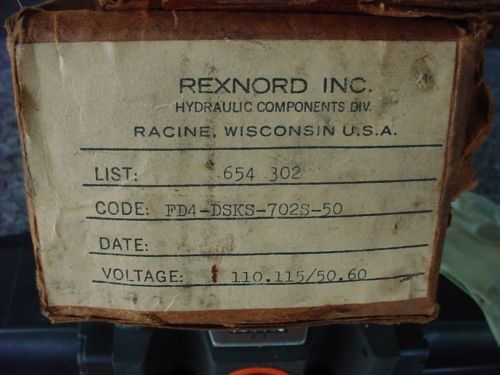 REXNORD INC.
HYDRAULIC COMPONENTS DIV.
RACINE, WISCONSIN U.S.A.
LIST: 654 302
CODE: FD4-DSKS-702S-50
DATE:
VOLTAGE: 110.115/50.60